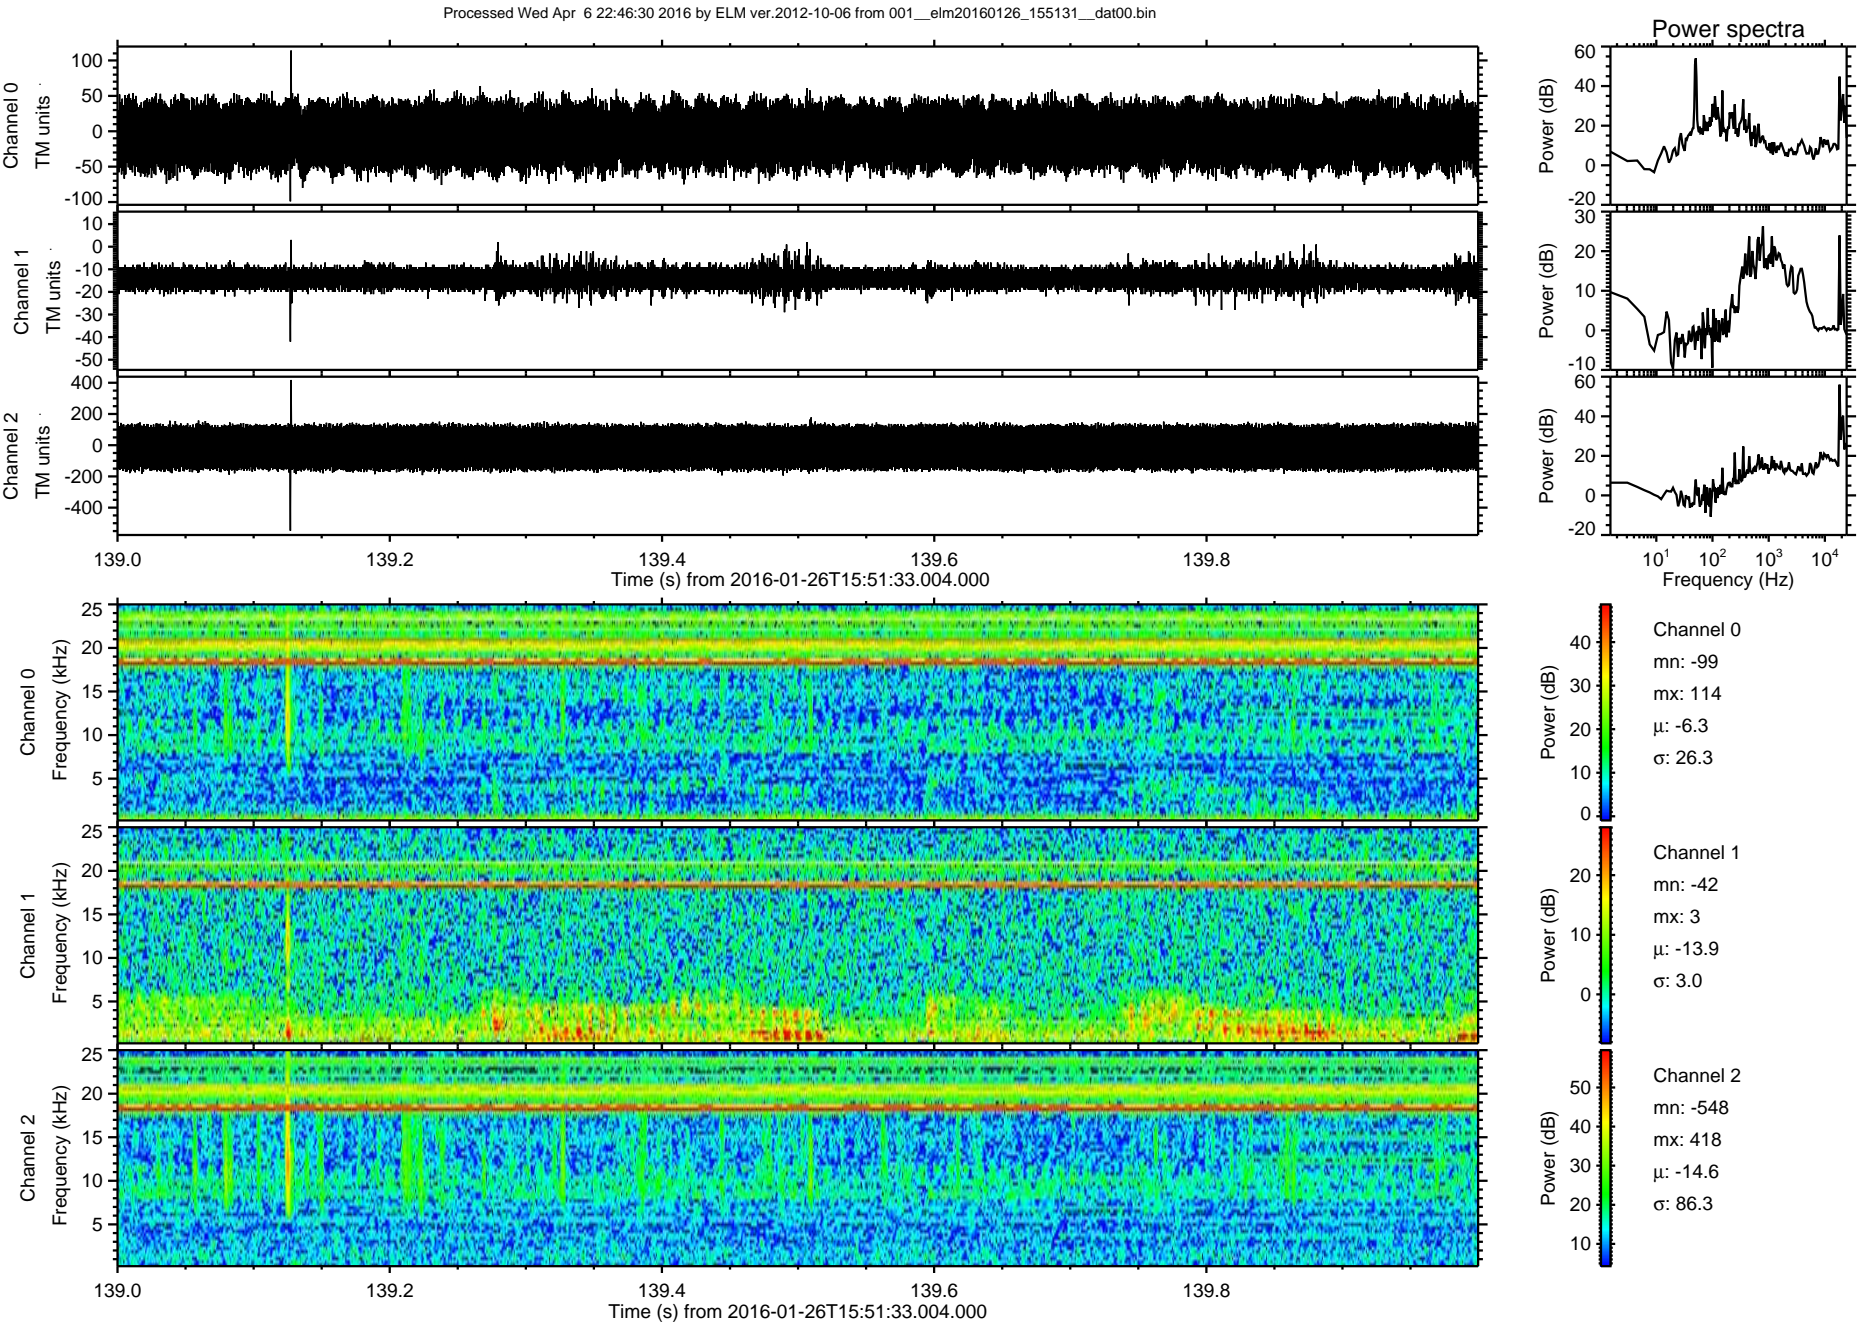 Processed Wed Apr  6 22:46:30 2016 by ELM ver.2012-10-06 from 001__elm20160126_155131__dat00.bin
Power spectra
Channel 0
TM units
100
50
0
-50
-100
Power (dB)
60
40
20
0
-20
Channel 1
TM units
10
0
-10
-20
-30
-40
-50
Power (dB)
30
20
10
0
-10
Channel 2
TM units
400
200
0
-200
-400
Power (dB)
60
40
20
0
-20
139.0 139.2 139.4 139.6 139.8
Time (s) from 2016-01-26T15:51:33.004.000
10^1 10^2 10^3 10^4
Frequency (Hz)
Channel 0
Frequency (kHz)
25
20
15
10
5
Power (dB)
40
30
20
10
0
Channel 0
mn: -99
mx: 114
μ: -6.3
σ: 26.3
Channel 1
Frequency (kHz)
25
20
15
10
5
Power (dB)
20
10
0
Channel 1
mn: -42
mx: 3
μ: -13.9
σ: 3.0
Channel 2
Frequency (kHz)
25
20
15
10
5
Power (dB)
50
40
30
20
10
Channel 2
mn: -548
mx: 418
μ: -14.6
σ: 86.3
139.0 139.2 139.4 139.6 139.8
Time (s) from 2016-01-26T15:51:33.004.000